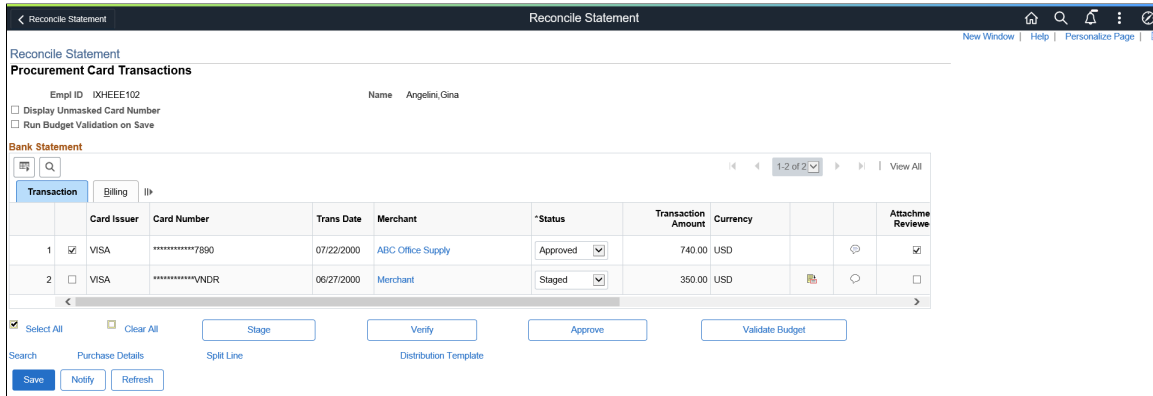 Reconcile Statement
Reconcile Statement
New Window | Help | Personalize Page |
Reconcile Statement
Procurement Card Transactions
Empl ID IXHEEE102 Name Angelini,Gina
Display Unmasked Card Number
Run Budget Validation on Save
Bank Statement
1-2 of 2 | View All
Transaction Billing
Card Issuer Card Number Trans Date Merchant *Status Transaction Amount Currency Attachme Reviewe
1 VISA ************7890 07/22/2000 ABC Office Supply Approved 740.00 USD
2 VISA ************VNDR 06/27/2000 Merchant Staged 350.00 USD
Select All Clear All Stage Verify Approve Validate Budget
Search Purchase Details Split Line Distribution Template
Save Notify Refresh